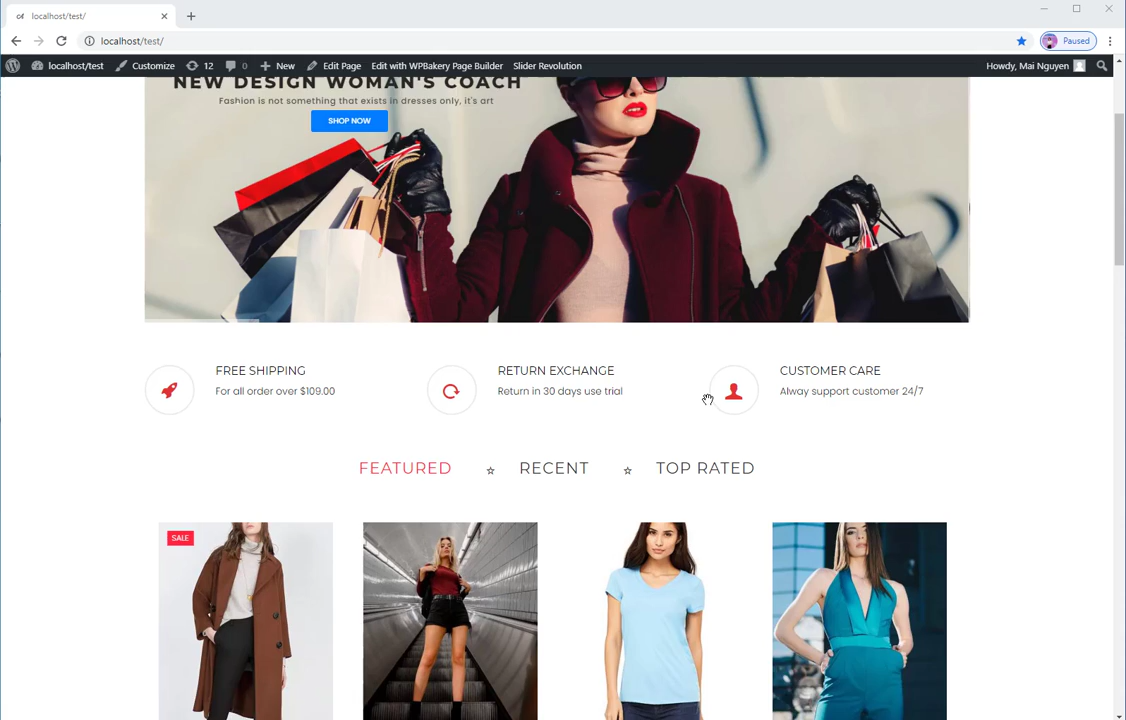 localhost/test/
localhost/test/
Paused
localhost/test
Customize
12
0
New
Edit Page
Edit with WPBakery Page Builder
Slider Revolution
Howdy, Mai Nguyen
NEW DESIGN WOMAN'S COACH
Fashion is not something that exists in dresses only, it's art
SHOP NOW
FREE SHIPPING
For all order over $109.00
RETURN EXCHANGE
Return in 30 days use trial
CUSTOMER CARE
Alway support customer 24/7
FEATURED
RECENT
TOP RATED
SALE